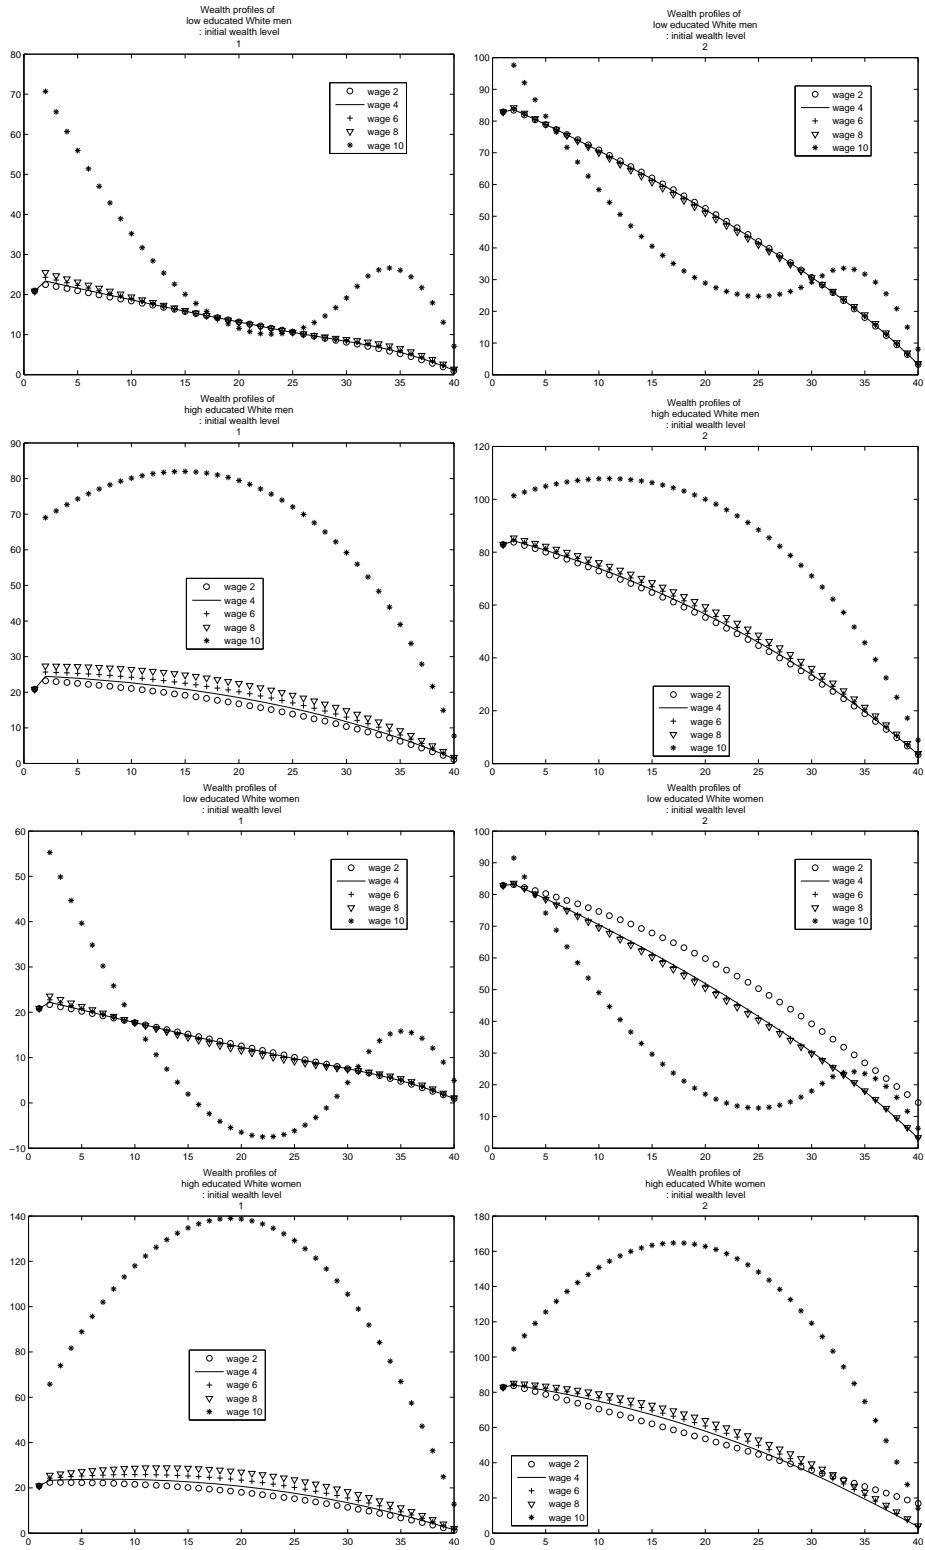 Wealth profiles of
low educated White men
: initial wealth level
1
80
70
60
50
40
30
20
10
0
0 5 10 15 20 25 30 35 40
wage 2
wage 4
wage 6
wage 8
wage 10
Wealth profiles of
low educated White men
: initial wealth level
2
100
90
80
70
60
50
40
30
20
10
0
0 5 10 15 20 25 30 35 40
wage 2
wage 4
wage 6
wage 8
wage 10
Wealth profiles of
high educated White men
: initial wealth level
1
90
80
70
60
50
40
30
20
10
0
0 5 10 15 20 25 30 35 40
wage 2
wage 4
wage 6
wage 8
wage 10
Wealth profiles of
high educated White men
: initial wealth level
2
120
100
80
60
40
20
0
0 5 10 15 20 25 30 35 40
wage 2
wage 4
wage 6
wage 8
wage 10
Wealth profiles of
low educated White women
: initial wealth level
1
60
50
40
30
20
10
0
−10
0 5 10 15 20 25 30 35 40
wage 2
wage 4
wage 6
wage 8
wage 10
Wealth profiles of
low educated White women
: initial wealth level
2
100
90
80
70
60
50
40
30
20
10
0
0 5 10 15 20 25 30 35 40
wage 2
wage 4
wage 6
wage 8
wage 10
Wealth profiles of
high educated White women
: initial wealth level
1
140
120
100
80
60
40
20
0
0 5 10 15 20 25 30 35 40
wage 2
wage 4
wage 6
wage 8
wage 10
Wealth profiles of
high educated White women
: initial wealth level
2
180
160
140
120
100
80
60
40
20
0
0 5 10 15 20 25 30 35 40
wage 2
wage 4
wage 6
wage 8
wage 10